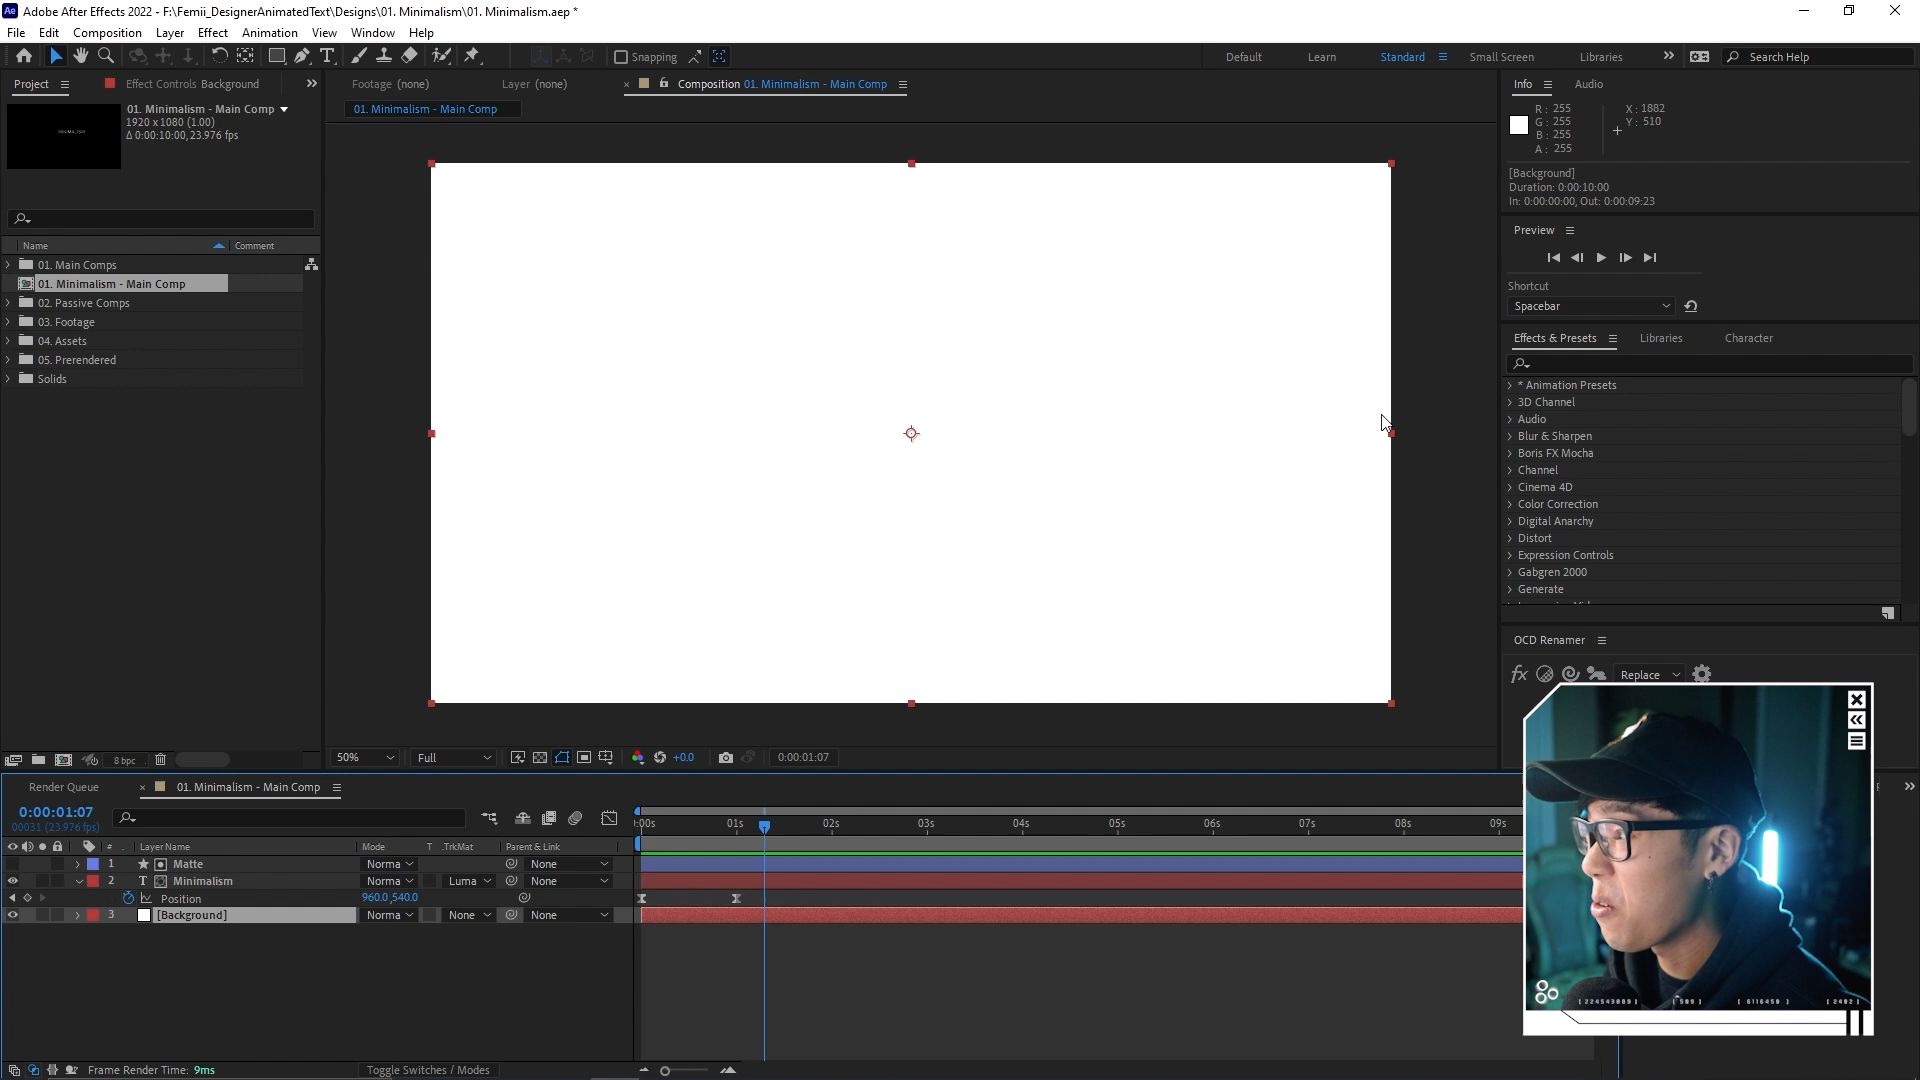 Ae Adobe After Effects 2022 - F:\Femii_DesignerAnimatedText\Designs\01. Minimalism\01. Minimalism.aep *
File Edit Composition Layer Effect Animation View Window Help
Snapping
Default Learn Standard Small Screen Libraries Search Help
Project Effect Controls Background
Footage (none) Layer (none) Composition 01. Minimalism - Main Comp
01. Minimalism - Main Comp
Info Audio
01. Minimalism - Main Comp
1920 x 1080 (1.00)
Δ 0:00:10:00, 23.976 fps
R: 255
G: 255
B: 255
A: 255
X: 1882
Y: 510
[Background]
Duration: 0:00:10:00
In: 0:00:00:00, Out: 0:00:09:23
Preview
Shortcut
Spacebar
Name Comment
01. Main Comps
01. Minimalism - Main Comp
02. Passive Comps
03. Footage
04. Assets
05. Prerendered
Solids
Effects & Presets Libraries Character
* Animation Presets
3D Channel
Audio
Blur & Sharpen
Boris FX Mocha
Channel
Cinema 4D
Color Correction
Digital Anarchy
Distort
Expression Controls
Gabgren 2000
Generate
OCD Renamer
fx Replace
8 bpc
50% Full +0.0 0:00:01:07
Render Queue 01. Minimalism - Main Comp
0:00:01:07
00031 (23.976 fps)
:00s 01s 02s 03s 04s 05s 06s 07s 08s 09s
# Layer Name Mode T .TrkMat Parent & Link
1 Matte Norma None
2 T Minimalism Norma Luma None
Position 960.0,540.0
3 [Background] Norma None None
Frame Render Time: 9ms Toggle Switches / Modes
[ 509 ] [ 6116450 ] [ 2402 ]